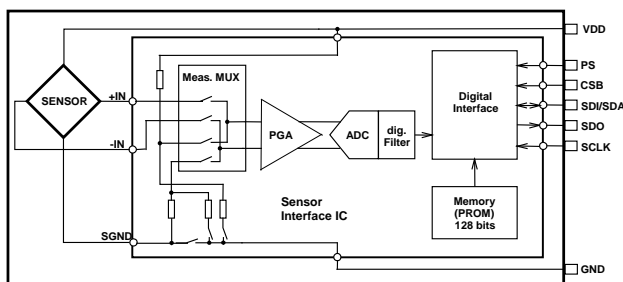 VDD
Meas. MUX
PS
SENSOR
+IN
CSB
Digital
Interface
SDI/SDA
PGA
ADC
dig.
Filter
SDO
-IN
SCLK
Sensor
Interface IC
Memory
(PROM)
128 bits
SGND
GND